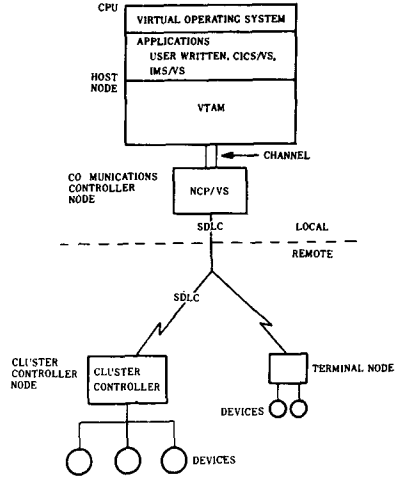 CPU
VIRTUAL OPERATING SYSTEM
APPLICATIONS
USER WRITTEN, CICS/VS,
IMS/VS
HOST
NODE
VTAM
CHANNEL
CO MUNICATIONS
CONTROLLER
NODE
NCP/VS
SDLC
LOCAL
REMOTE
SDLC
CLUSTER
CONTROLLER
NODE
CLUSTER
CONTROLLER
TERMINAL NODE
DEVICES
DEVICES